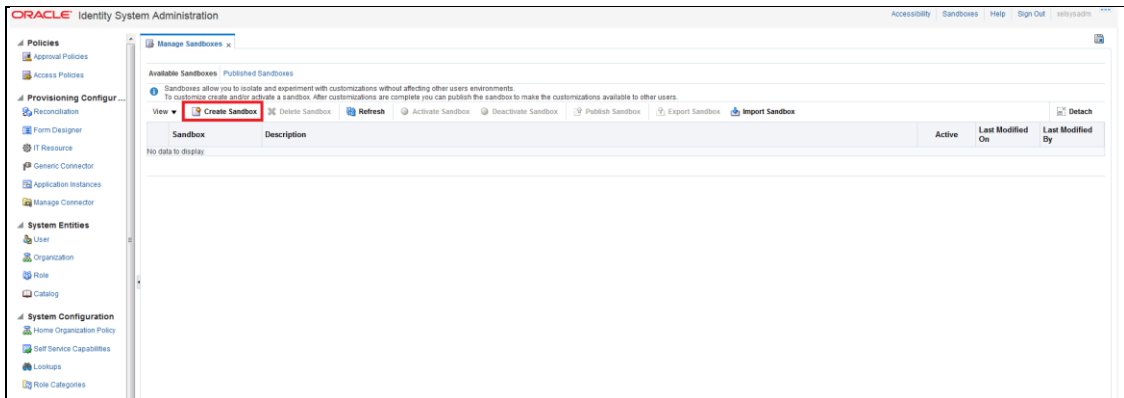 ORACLE Identity System Administration
Accessibility Sandboxes Help Sign Out xelsysadm
Policies
Approval Policies
Access Policies
Provisioning Configur...
Reconciliation
Form Designer
IT Resource
Generic Connector
Application Instances
Manage Connector
System Entities
User
Organization
Role
Catalog
System Configuration
Home Organization Policy
Self Service Capabilities
Lookups
Role Categories
Manage Sandboxes x
Available Sandboxes Published Sandboxes
Sandboxes allow you to isolate and experiment with customizations without affecting other users environments.
To customize create and/or activate a sandbox. After customizations are complete you can publish the sandbox to make the customizations available to other users.
View Create Sandbox Delete Sandbox Refresh Activate Sandbox Deactivate Sandbox Publish Sandbox Export Sandbox Import Sandbox Detach
Sandbox Description Active Last Modified On Last Modified By
No data to display